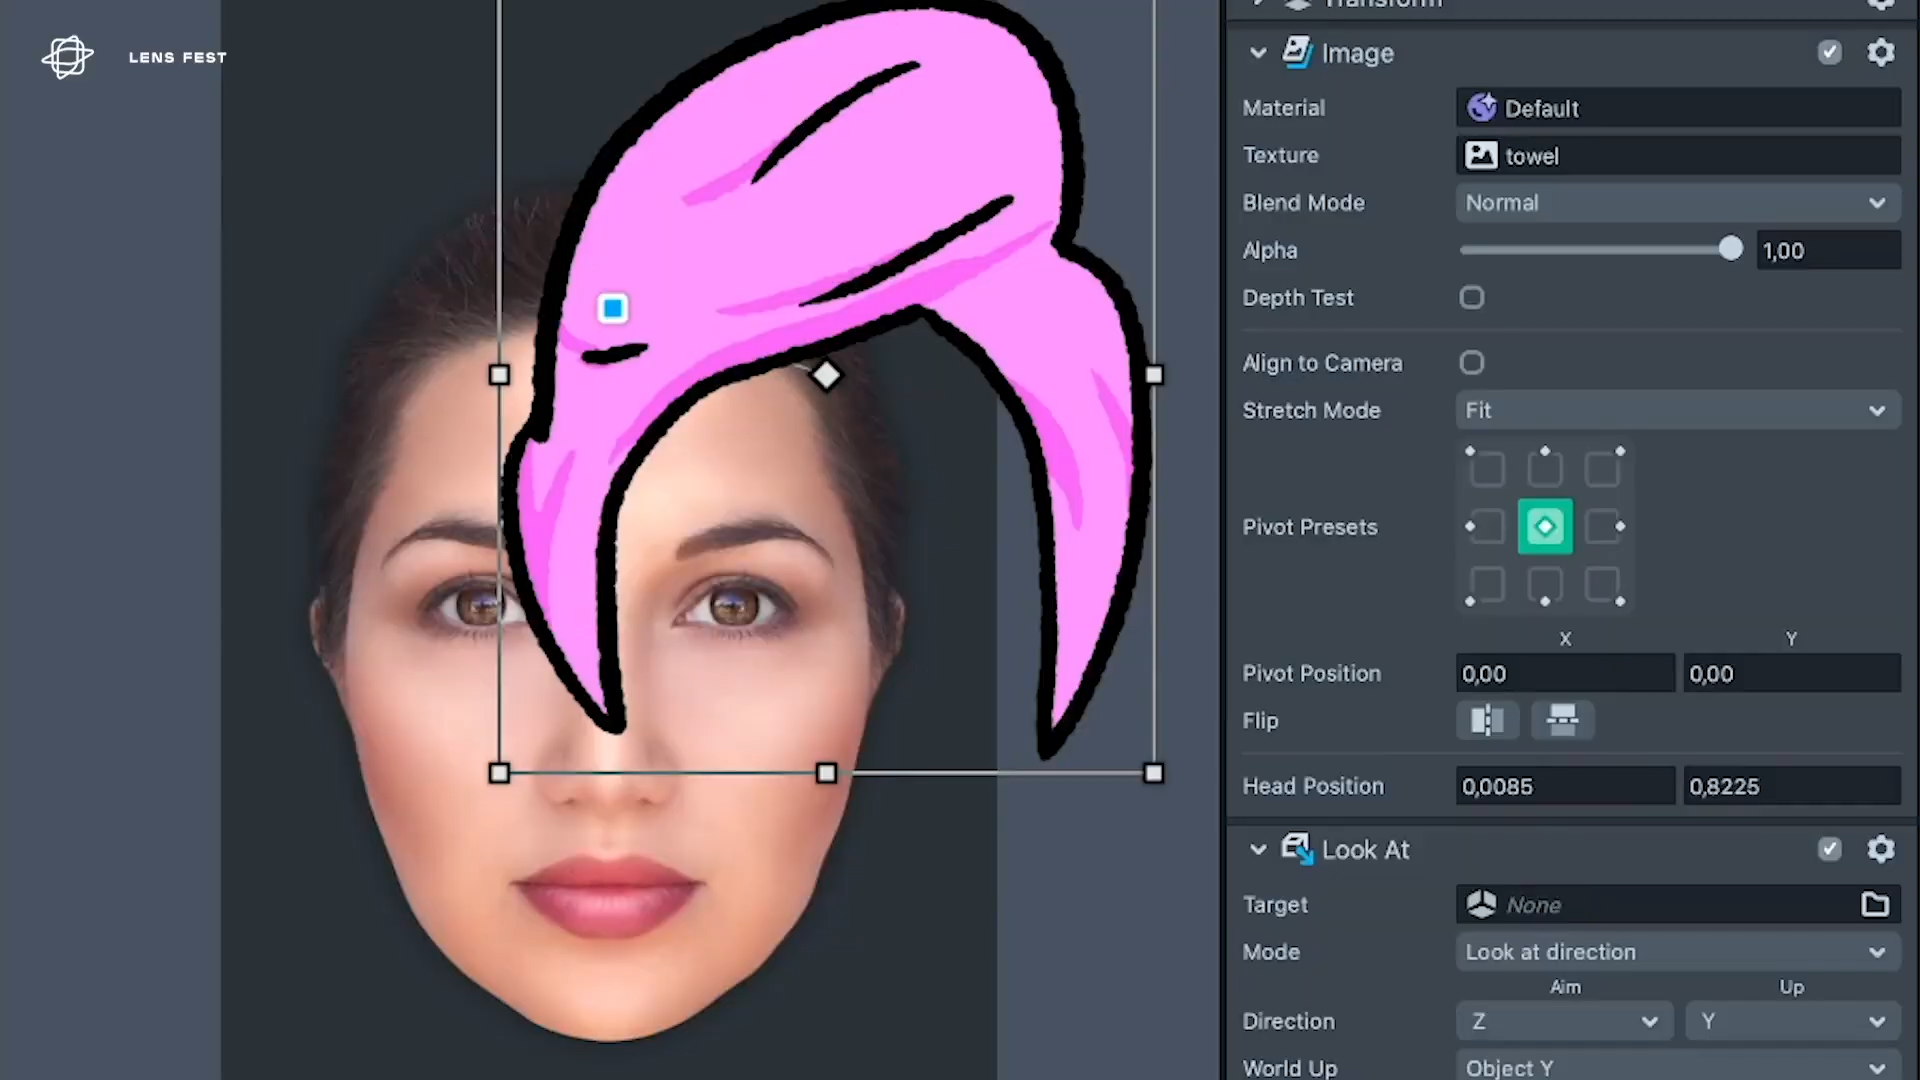 LENS FEST
Transform
Image
Material Default
Texture towel
Blend Mode Normal
Alpha 1,00
Depth Test
Align to Camera
Stretch Mode Fit
Pivot Presets
X Y
Pivot Position 0,00 0,00
Flip
Head Position 0,0085 0,8225
Look At
Target None
Mode Look at direction
Aim Up
Direction Z Y
World Up Object Y